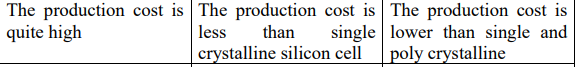 The production cost is quite high
The production cost is less than single crystalline silicon cell
The production cost is lower than single and poly crystalline